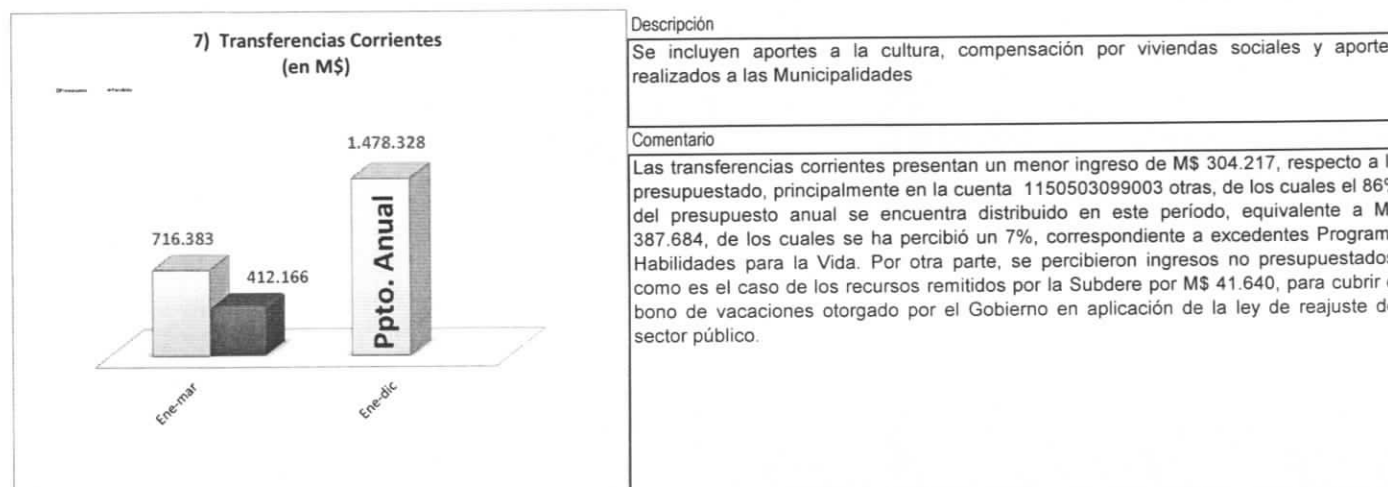 7) Transferencias Corrientes
(en M$)
1.478.328
716.383
412.166
Ppto. Anual
Ene-mar
Ene-dic
Descripción
Se incluyen aportes a la cultura, compensación por viviendas sociales y aporte
realizados a las Municipalidades
Comentario
Las transferencias corrientes presentan un menor ingreso de M$ 304.217, respecto a l
presupuestado, principalmente en la cuenta 1150503099003 otras, de los cuales el 86%
del presupuesto anual se encuentra distribuido en este período, equivalente a M
387.684, de los cuales se ha percibió un 7%, correspondiente a excedentes Program
Habilidades para la Vida. Por otra parte, se percibieron ingresos no presupuestados
como es el caso de los recursos remitidos por la Subdere por M$ 41.640, para cubrir e
bono de vacaciones otorgado por el Gobierno en aplicación de la ley de reajuste de
sector público.